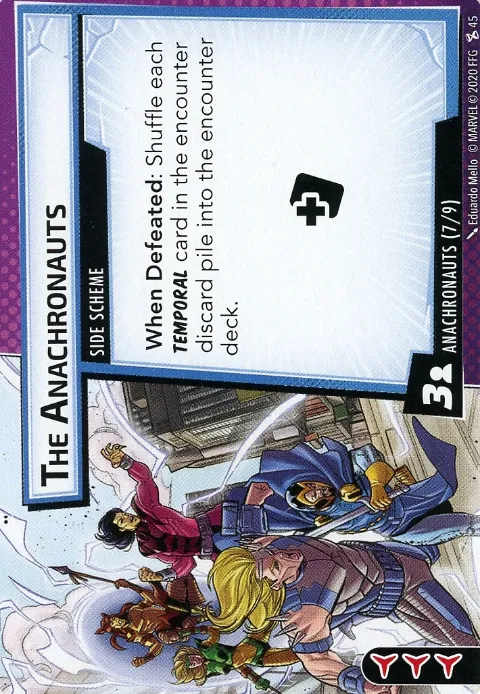 THE ANACHRONAUTS
SIDE SCHEME
When Defeated: Shuffle each
TEMPORAL card in the encounter
discard pile into the encounter
deck.
3
ANACHRONAUTS (7/9)
Eduardo Mello © MARVEL © 2020 FFG 45